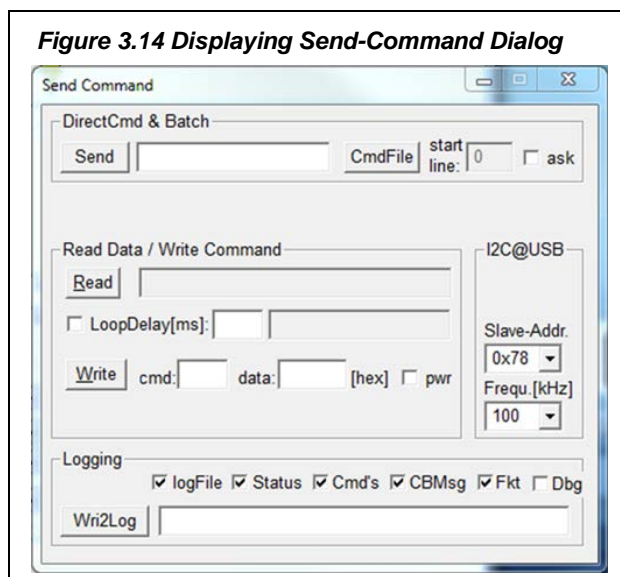 Figure 3.14 Displaying Send-Command Dialog
Send Command
DirectCmd & Batch
Send CmdFile start line: 0 ask
Read Data / Write Command
Read
LoopDelay[ms]:
Write cmd: data: [hex] pwr
I2C@USB
Slave-Addr.
0x78
Frequ.[kHz]
100
Logging
logFile Status Cmd's CBMsg Fkt Dbg
Wri2Log